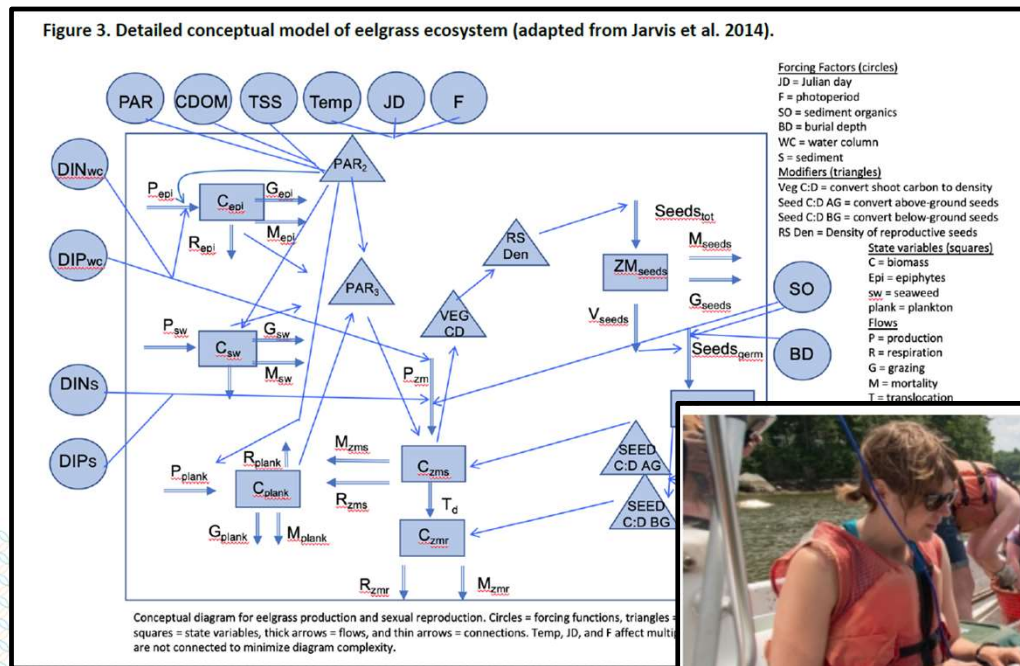 Figure 3. Detailed conceptual model of eelgrass ecosystem (adapted from Jarvis et al. 2014).
PAR
CDOM
TSS
Temp
JD
F
Forcing Factors (circles)
JD = Julian day
F = photoperiod
SO = sediment organics
BD = burial depth
WC = water column
S = sediment
Modifiers (triangles)
Veg C:D = convert shoot carbon to density
Seed C:D AG = convert above-ground seeds
Seed C:D BG = convert below-ground seeds
RS Den = Density of reproductive seeds
State variables (squares)
C = biomass
Epi = epiphytes
sw = seaweed
plank = plankton
Flows
P = production
R = respiration
G = grazing
M = mortality
T = translocation
DINwc
DIPwc
DINs
DIPs
PAR2
Pepi
Cepi
Gepi
Mepi
Repi
PAR3
RS
Den
VEG
CD
Seedstot
ZMseeds
Mseeds
Gseeds
Vseeds
Seedsgerm
SO
BD
Psw
Csw
Gsw
Msw
Pzm
Pplank
Rplank
Cplank
Gplank
Mplank
Mzms
Rzms
Czms
Td
Czmr
Rzmr
Mzmr
SEED
C:D AG
SEED
C:D BG
Conceptual diagram for eelgrass production and sexual reproduction. Circles = forcing functions, triangles =
squares = state variables, thick arrows = flows, and thin arrows = connections. Temp, JD, and F affect
are not connected to minimize diagram complexity.